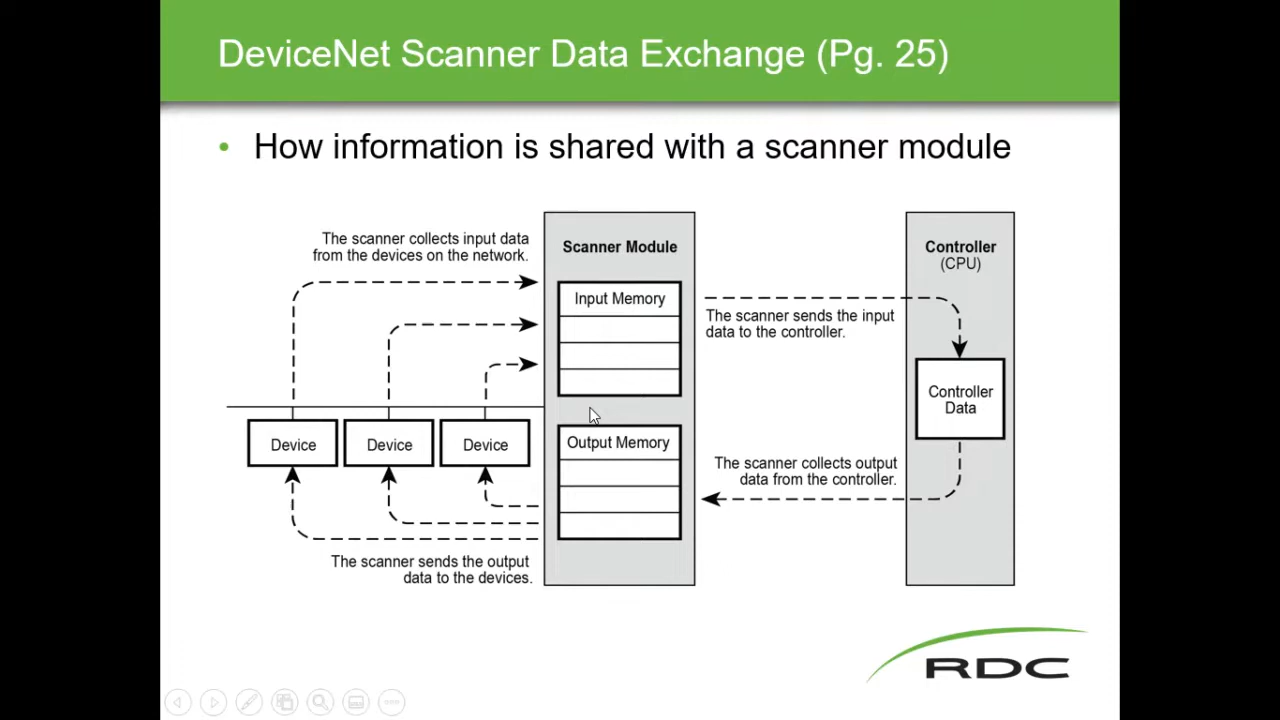 DeviceNet Scanner Data Exchange (Pg. 25)
• How information is shared with a scanner module
The scanner collects input data
from the devices on the network.
Scanner Module
Controller
(CPU)
Input Memory
The scanner sends the input
data to the controller.
Controller
Data
Device
Device
Device
Output Memory
The scanner collects output
data from the controller.
The scanner sends the output
data to the devices.
RDC